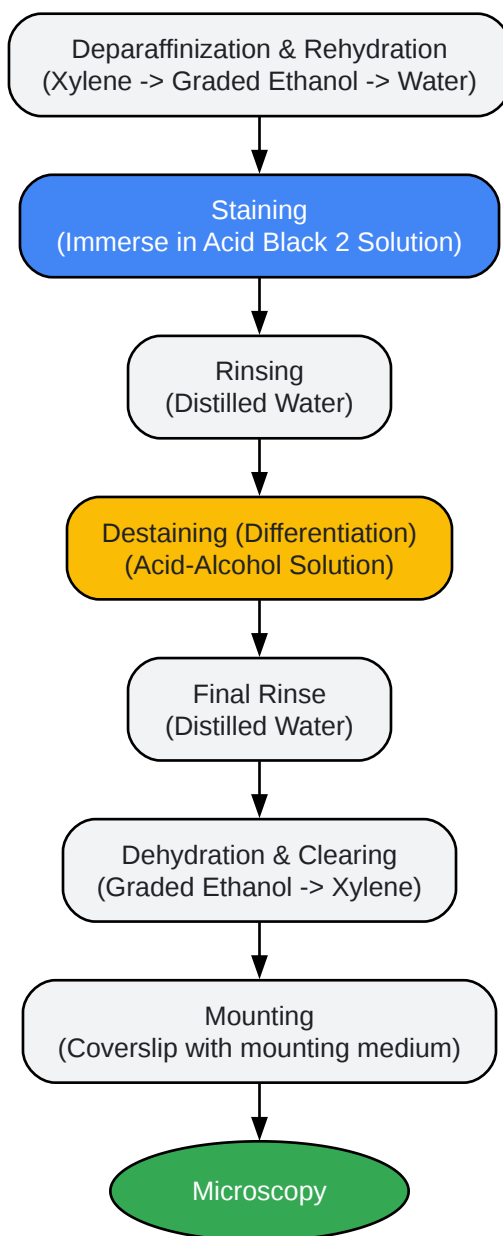 Deparaffinization & Rehydration
(Xylene -> Graded Ethanol -> Water)
Staining
(Immerse in Acid Black 2 Solution)
Rinsing
(Distilled Water)
Destaining (Differentiation)
(Acid-Alcohol Solution)
Final Rinse
(Distilled Water)
Dehydration & Clearing
(Graded Ethanol -> Xylene)
Mounting
(Coverslip with mounting medium)
Microscopy